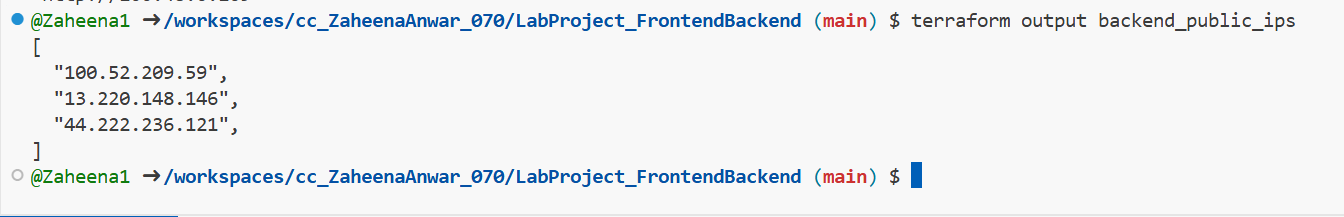 @Zaheena1 ➜/workspaces/cc_ZaheenaAnwar_070/LabProject_FrontendBackend (main) $ terraform output backend_public_ips
[
  "100.52.209.59",
  "13.220.148.146",
  "44.222.236.121",
]
@Zaheena1 ➜/workspaces/cc_ZaheenaAnwar_070/LabProject_FrontendBackend (main) $